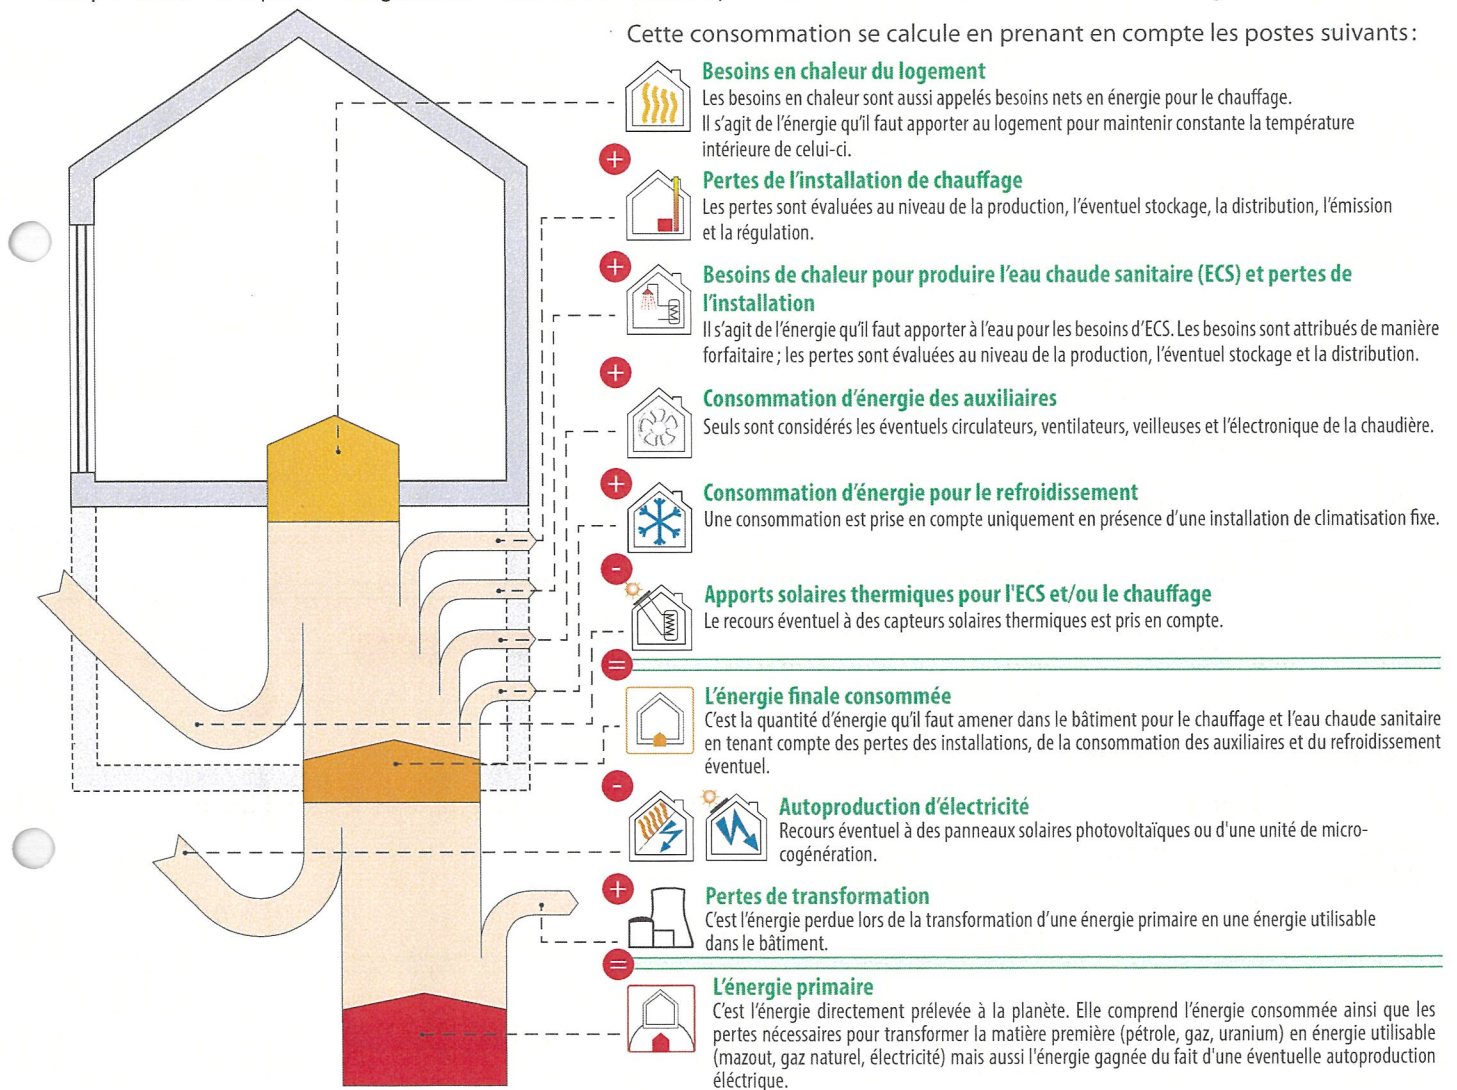 Cette consommation se calcule en prenant en compte les postes suivants :
Besoins en chaleur du logement
Les besoins en chaleur sont aussi appelés besoins nets en énergie pour le chauffage.
Il s'agit de l'énergie qu'il faut apporter au logement pour maintenir constante la température
intérieure de celui-ci.
+
Pertes de l'installation de chauffage
Les pertes sont évaluées au niveau de la production, l'éventuel stockage, la distribution, l'émission
et la régulation.
+
Besoins de chaleur pour produire l'eau chaude sanitaire (ECS) et pertes de
l'installation
Il s'agit de l'énergie qu'il faut apporter à l'eau pour les besoins d'ECS. Les besoins sont attribués de manière
forfaitaire ; les pertes sont évaluées au niveau de la production, l'éventuel stockage et la distribution.
+
Consommation d'énergie des auxiliaires
Seuls sont considérés les éventuels circulateurs, ventilateurs, veilleuses et l'électronique de la chaudière.
+
Consommation d'énergie pour le refroidissement
Une consommation est prise en compte uniquement en présence d'une installation de climatisation fixe.
-
Apports solaires thermiques pour l'ECS et/ou le chauffage
Le recours éventuel à des capteurs solaires thermiques est pris en compte.
=
L'énergie finale consommée
C'est la quantité d'énergie qu'il faut amener dans le bâtiment pour le chauffage et l'eau chaude sanitaire
en tenant compte des pertes des installations, de la consommation des auxiliaires et du refroidissement
éventuel.
-
Autoproduction d'électricité
Recours éventuel à des panneaux solaires photovoltaïques ou d'une unité de micro-
cogénération.
+
Pertes de transformation
C'est l'énergie perdue lors de la transformation d'une énergie primaire en une énergie utilisable
dans le bâtiment.
=
L'énergie primaire
C'est l'énergie directement prélevée à la planète. Elle comprend l'énergie consommée ainsi que les
pertes nécessaires pour transformer la matière première (pétrole, gaz, uranium) en énergie utilisable
(mazout, gaz naturel, électricité) mais aussi l'énergie gagnée du fait d'une éventuelle autoproduction
éléctrique.